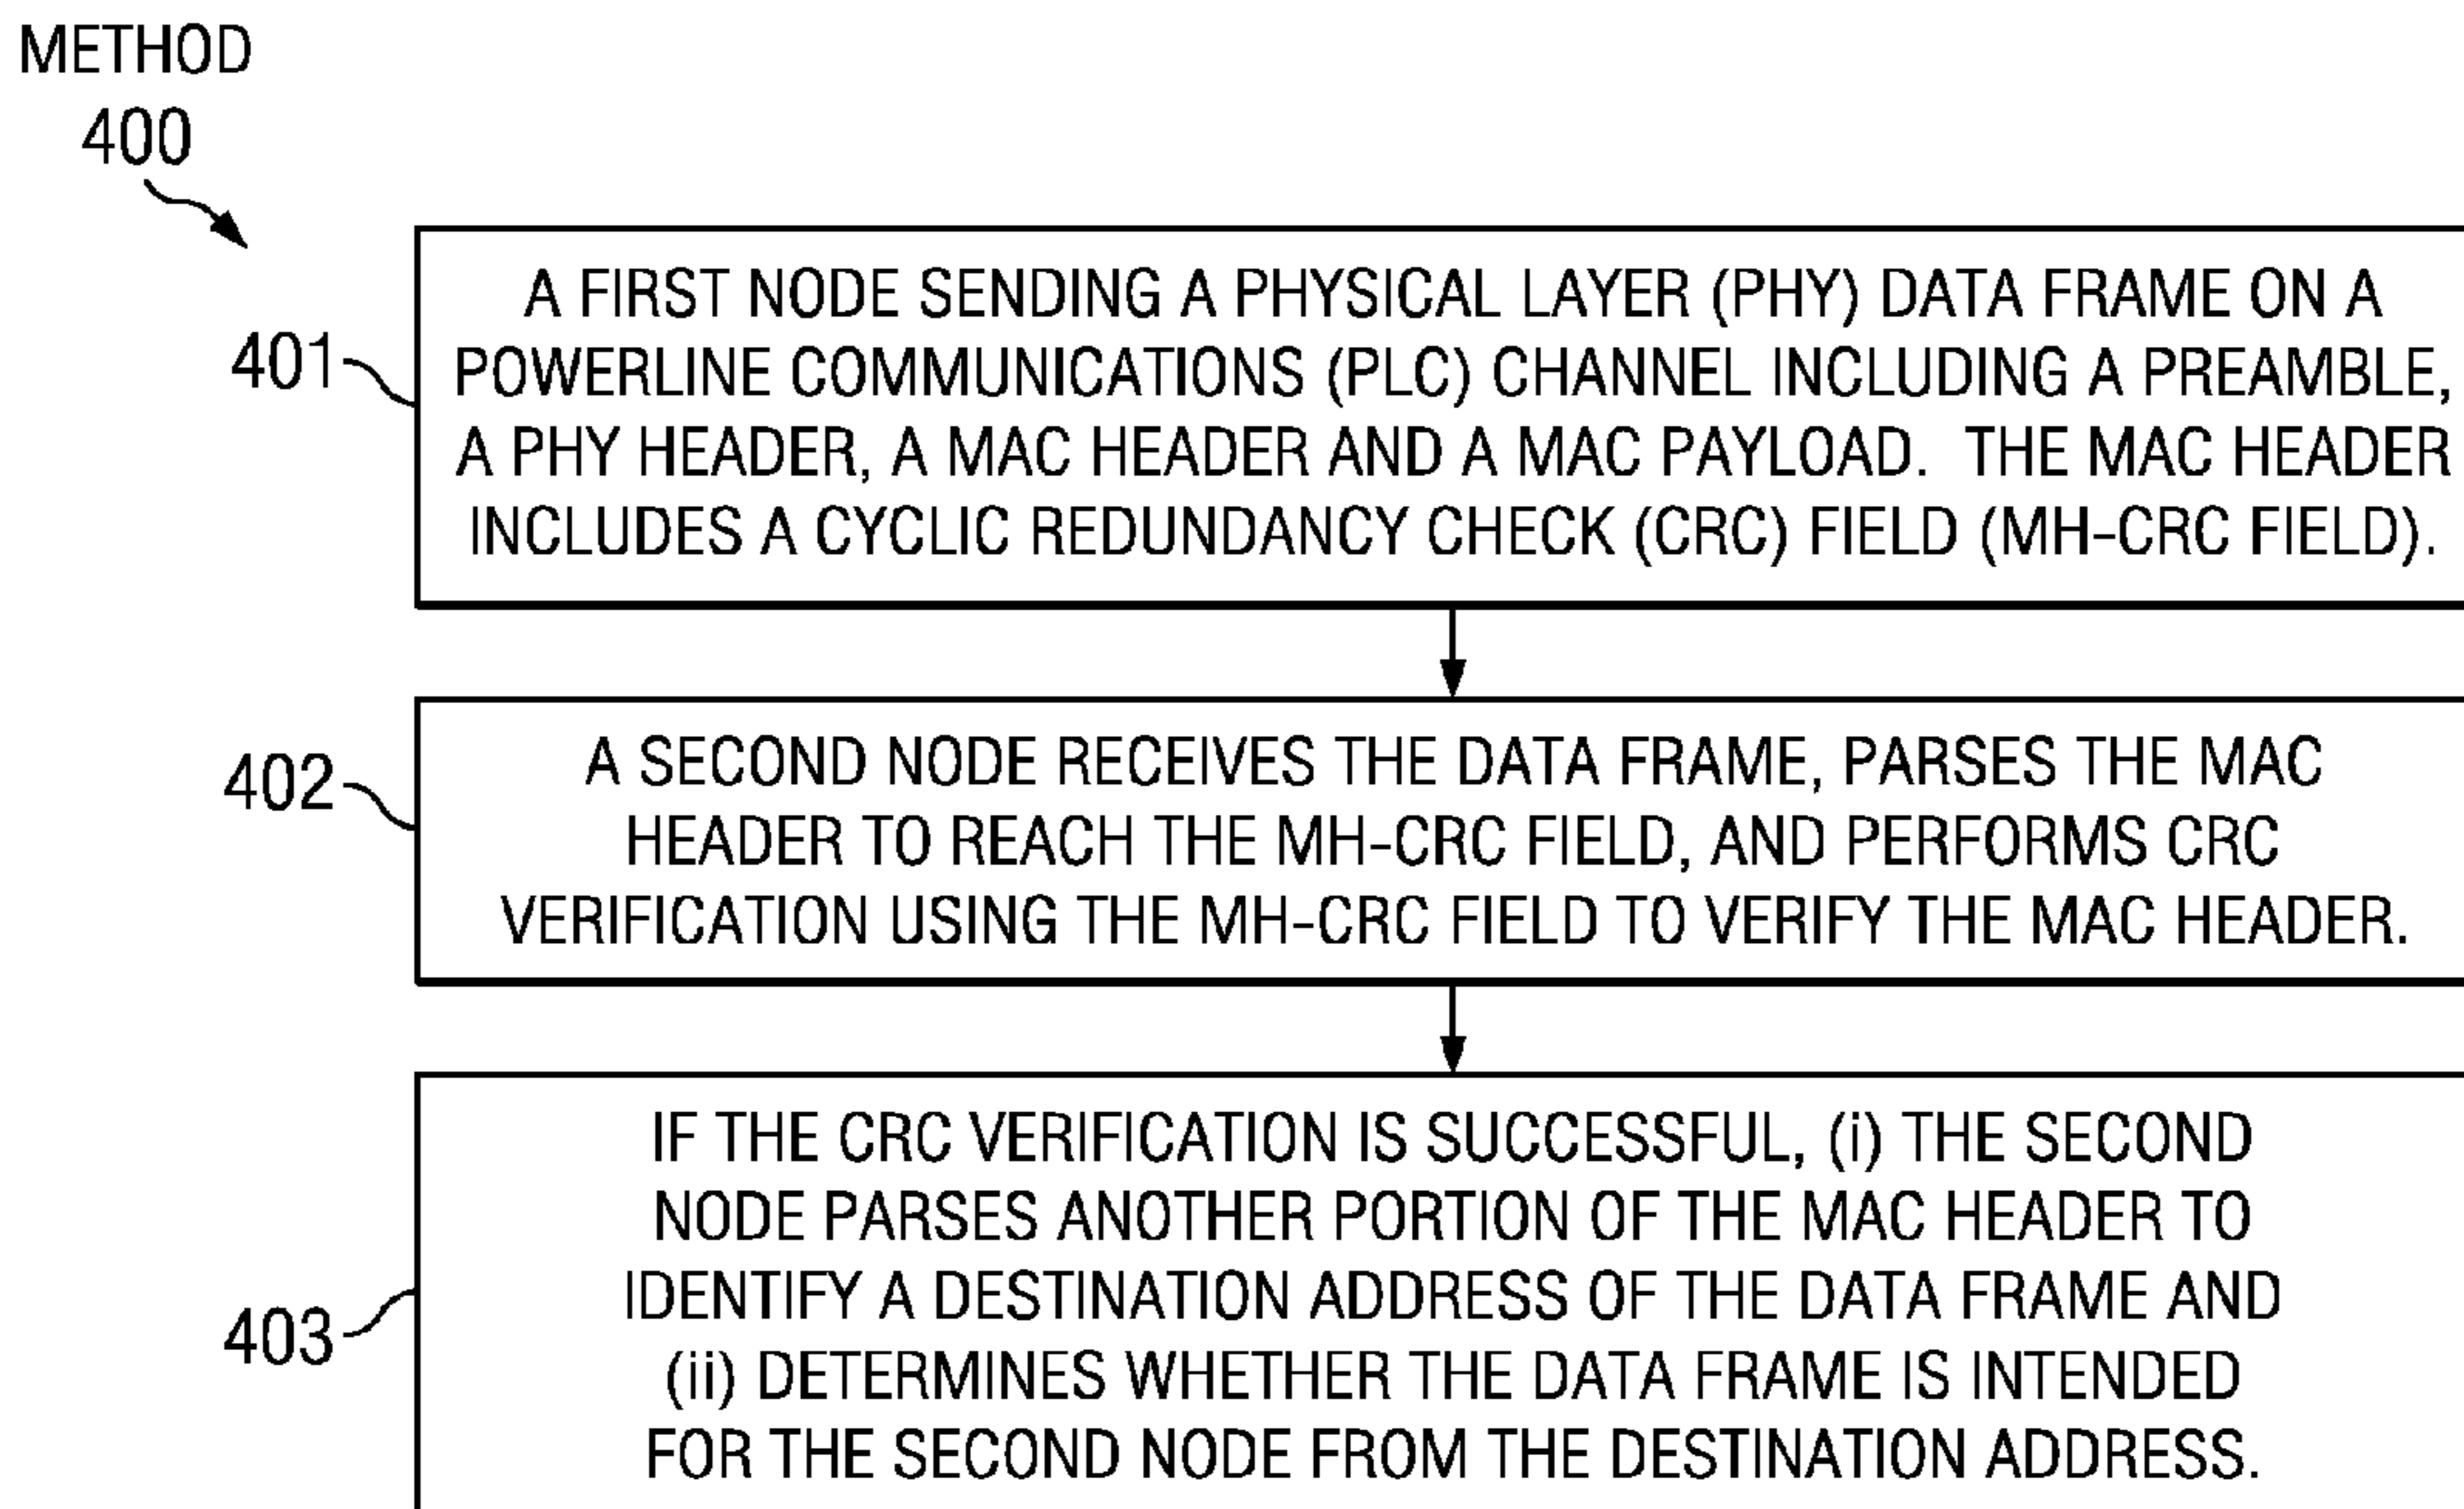 METHOD
400
401
A FIRST NODE SENDING A PHYSICAL LAYER (PHY) DATA FRAME ON A
POWERLINE COMMUNICATIONS (PLC) CHANNEL INCLUDING A PREAMBLE,
A PHY HEADER, A MAC HEADER AND A MAC PAYLOAD. THE MAC HEADER
INCLUDES A CYCLIC REDUNDANCY CHECK (CRC) FIELD (MH-CRC FIELD).
402
A SECOND NODE RECEIVES THE DATA FRAME, PARSES THE MAC
HEADER TO REACH THE MH-CRC FIELD, AND PERFORMS CRC
VERIFICATION USING THE MH-CRC FIELD TO VERIFY THE MAC HEADER.
403
IF THE CRC VERIFICATION IS SUCCESSFUL, (i) THE SECOND
NODE PARSES ANOTHER PORTION OF THE MAC HEADER TO
IDENTIFY A DESTINATION ADDRESS OF THE DATA FRAME AND
(ii) DETERMINES WHETHER THE DATA FRAME IS INTENDED
FOR THE SECOND NODE FROM THE DESTINATION ADDRESS.